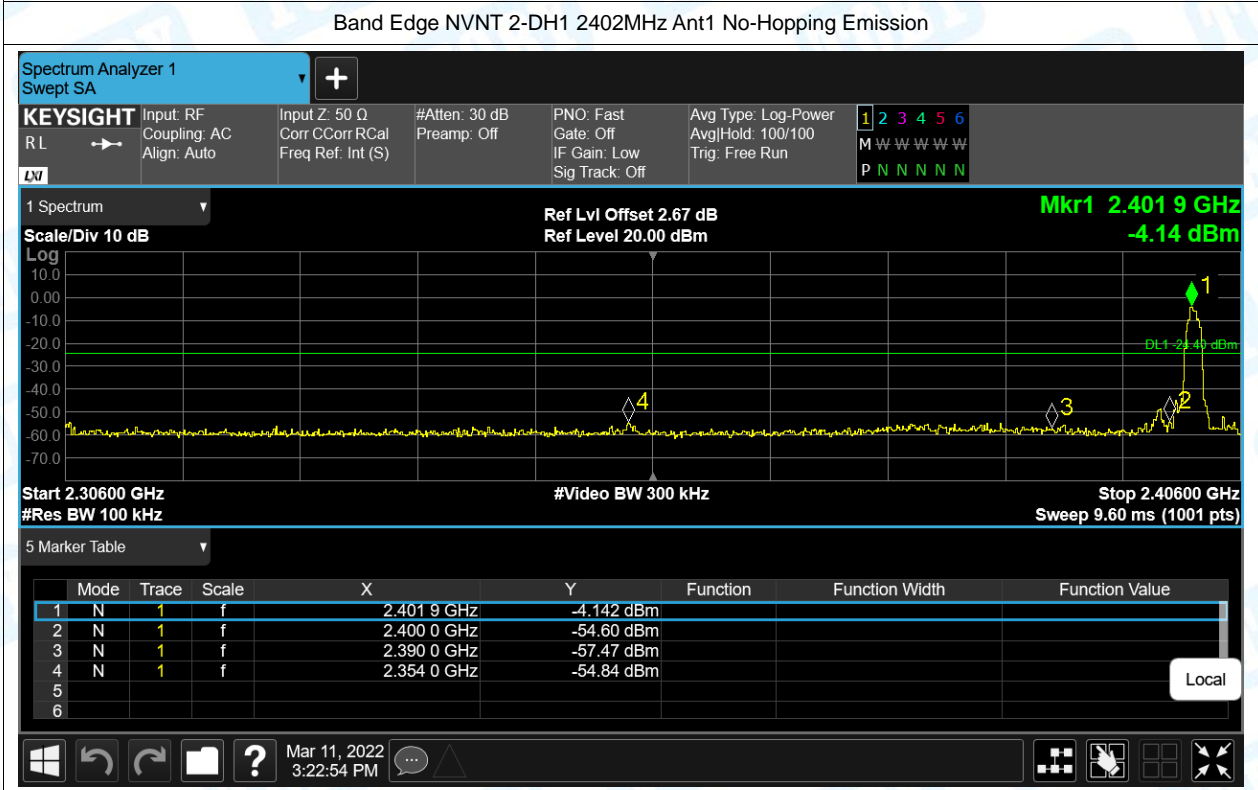 Band Edge NVNT 2-DH1 2402MHz Ant1 No-Hopping Emission
Spectrum Analyzer 1
Swept SA
KEYSIGHT
RL
LXI
Input: RF
Coupling: AC
Align: Auto
Input Z: 50 Ω
Corr CCorr RCal
Freq Ref: Int (S)
#Atten: 30 dB
Preamp: Off
PNO: Fast
Gate: Off
IF Gain: Low
Sig Track: Off
Avg Type: Log-Power
Avg|Hold: 100/100
Trig: Free Run
1 2 3 4 5 6
M W W W W W
P N N N N N
1 Spectrum
Scale/Div 10 dB
Ref Lvl Offset 2.67 dB
Ref Level 20.00 dBm
Mkr1 2.401 9 GHz
-4.14 dBm
Log
10.0
0.00
-10.0
-20.0
-30.0
-40.0
-50.0
-60.0
-70.0
1
DL1 -24.40 dBm
4
3
2
Start 2.30600 GHz
#Video BW 300 kHz
Stop 2.40600 GHz
#Res BW 100 kHz
Sweep 9.60 ms (1001 pts)
5 Marker Table
Mode Trace Scale X Y Function Function Width Function Value
1 N 1 f 2.401 9 GHz -4.142 dBm
2 N 1 f 2.400 0 GHz -54.60 dBm
3 N 1 f 2.390 0 GHz -57.47 dBm
4 N 1 f 2.354 0 GHz -54.84 dBm
5
6
Local
?
Mar 11, 2022
3:22:54 PM